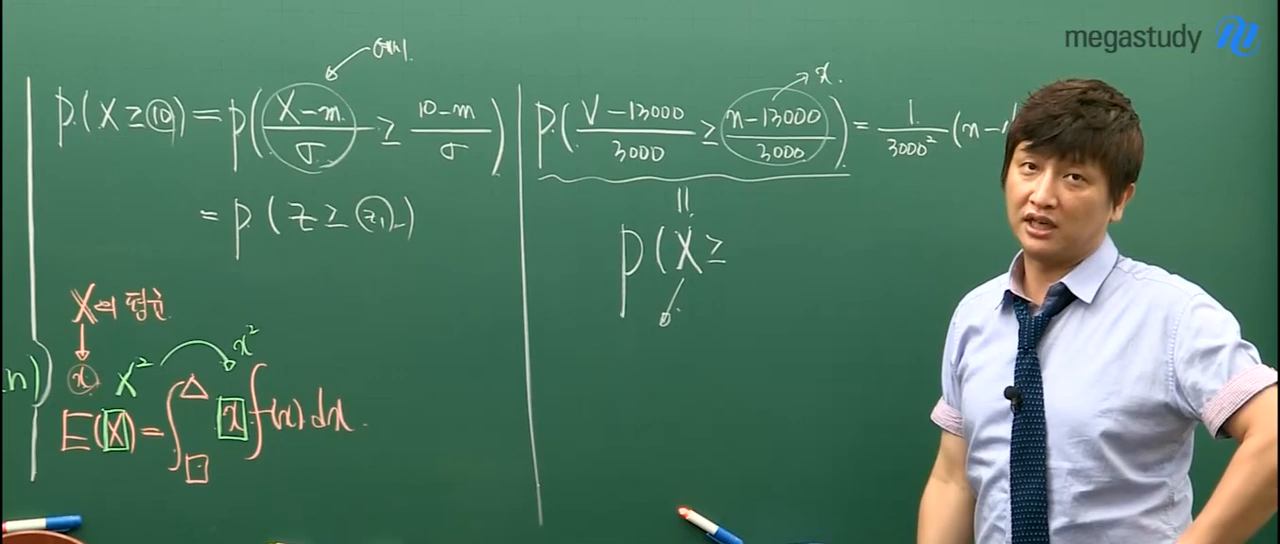 megastudy
P(X ≥ 10) = P( (X-m)/σ ≥ (10-m)/σ )
= P( Z ≥ z₁ )
X의 평균
x X² x²
E(X) = ∫ □ △ x f(x) dx.
n)
P( (V-13000)/3000 ≥ (n-13000)/3000 ) = 1/3000² (n-
x.
=
P( X ≥